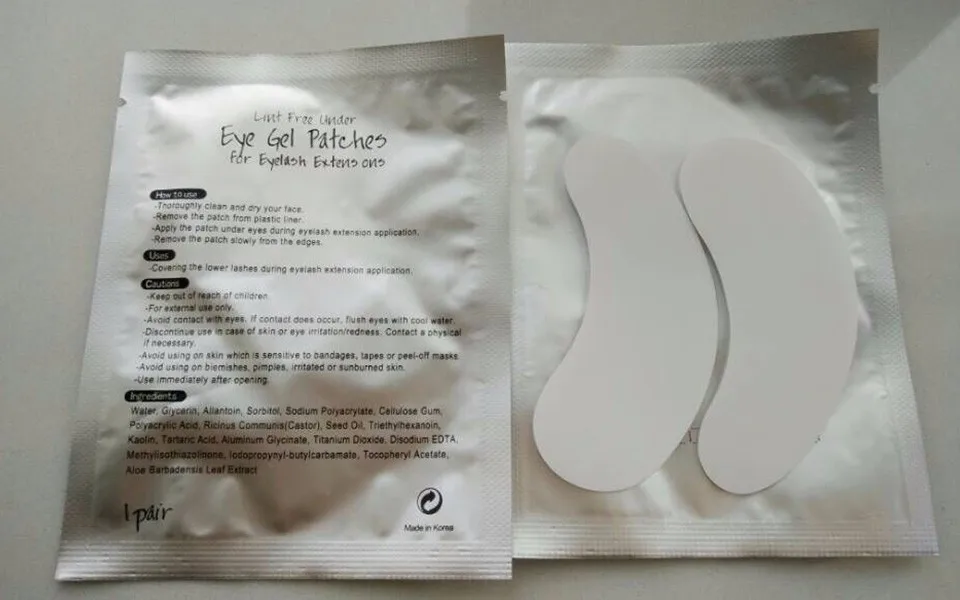 Lint Free Under
Eye Gel Patches
For Eyelash Extensions
How to use
-Thoroughly clean and dry your face.
-Remove the patch from plastic liner.
-Apply the patch under eyes during eyelash extension application.
-Remove the patch slowly from the edges.
Uses
-Covering the lower lashes during eyelash extension application.
Cautions
-Keep out of reach of children.
-For external use only.
-Avoid contact with eyes. If contact does occur, flush eyes with cool water.
-Discontinue use in case of skin or eye irritation/redness. Contact a physical
if necessary.
-Avoid using on skin which is sensitive to bandages, tapes or peel-off masks.
-Avoid using on blemishes, pimples, irritated or sunburned skin.
-Use immediately after opening.
Ingredients
Water, Glycerin, Allantoin, Sorbitol, Sodium Polyacrylate, Cellulose Gum,
Polyacrylic Acid, Ricinus Communis(Castor), Seed Oil, Triethylhexanoin,
Kaolin, Tartaric Acid, Aluminum Glycinate, Titanium Dioxide, Disodium EDTA,
Methylisothiazolinone, Iodopropynyl-butylcarbamate, Tocopheryl Acetate,
Aloe Barbadensis Leaf Extract
1 pair
Made in Korea